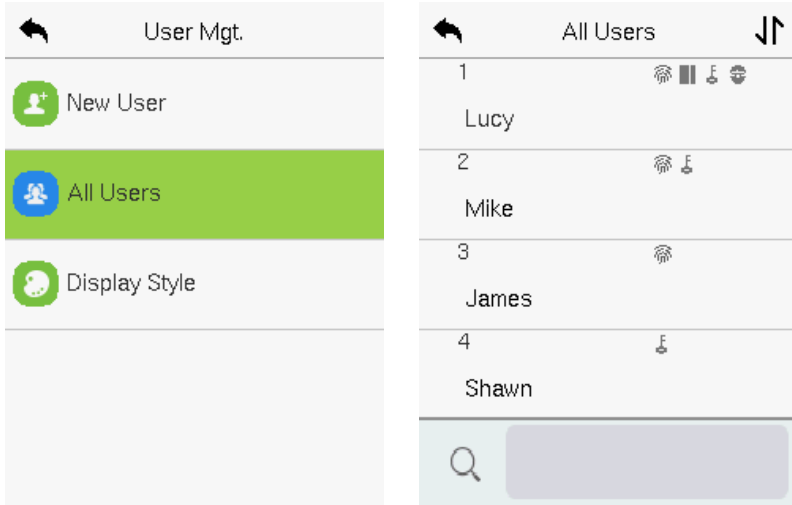 User Mgt.
New User
All Users
Display Style
All Users
1
Lucy
2
Mike
3
James
4
Shawn